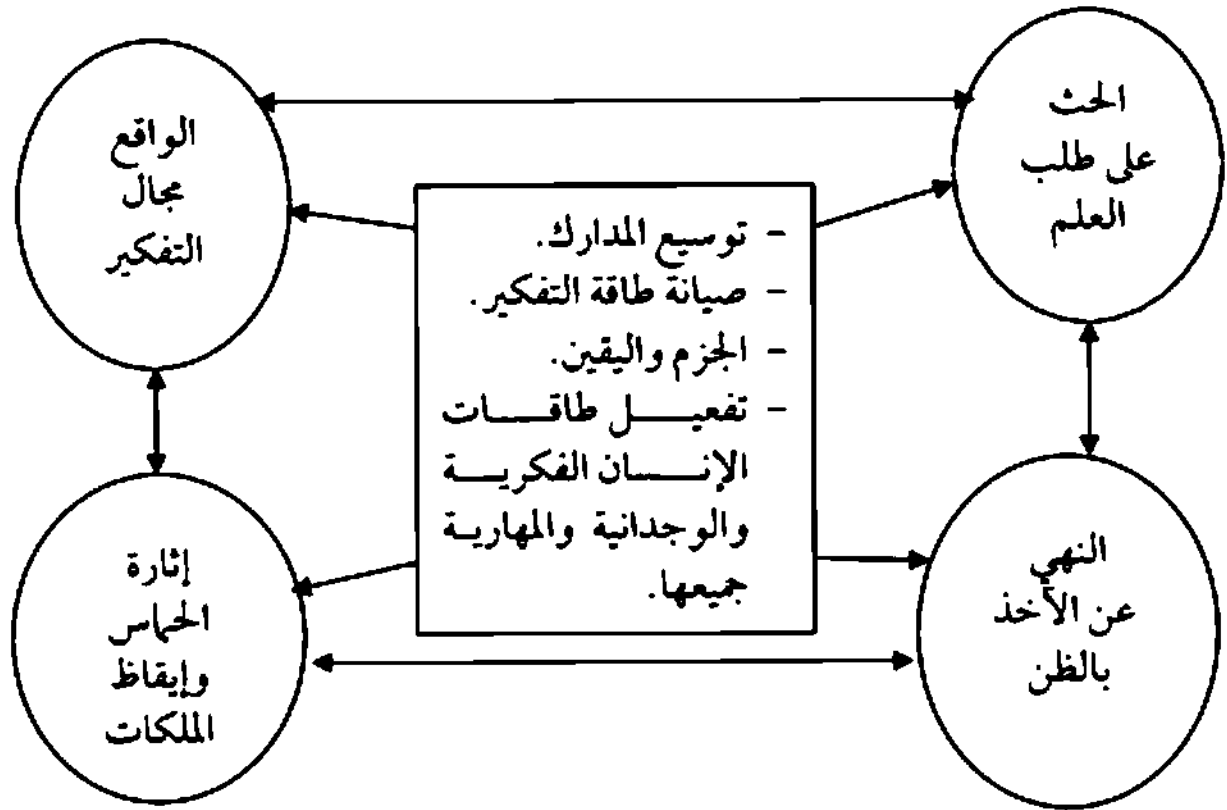 الحث
على طلب
العلم
الواقع
مجال
التفكير
- توسيع المدارك.
- صيانة طاقة التفكير.
- الجزم واليقين.
- تفعيل طاقات
الإنسان الفكرية
والوجدانية والمهارية
جميعها.
النهي
عن الأخذ
بالظن
إثارة
الحماس
وإيقاظ
الملكات